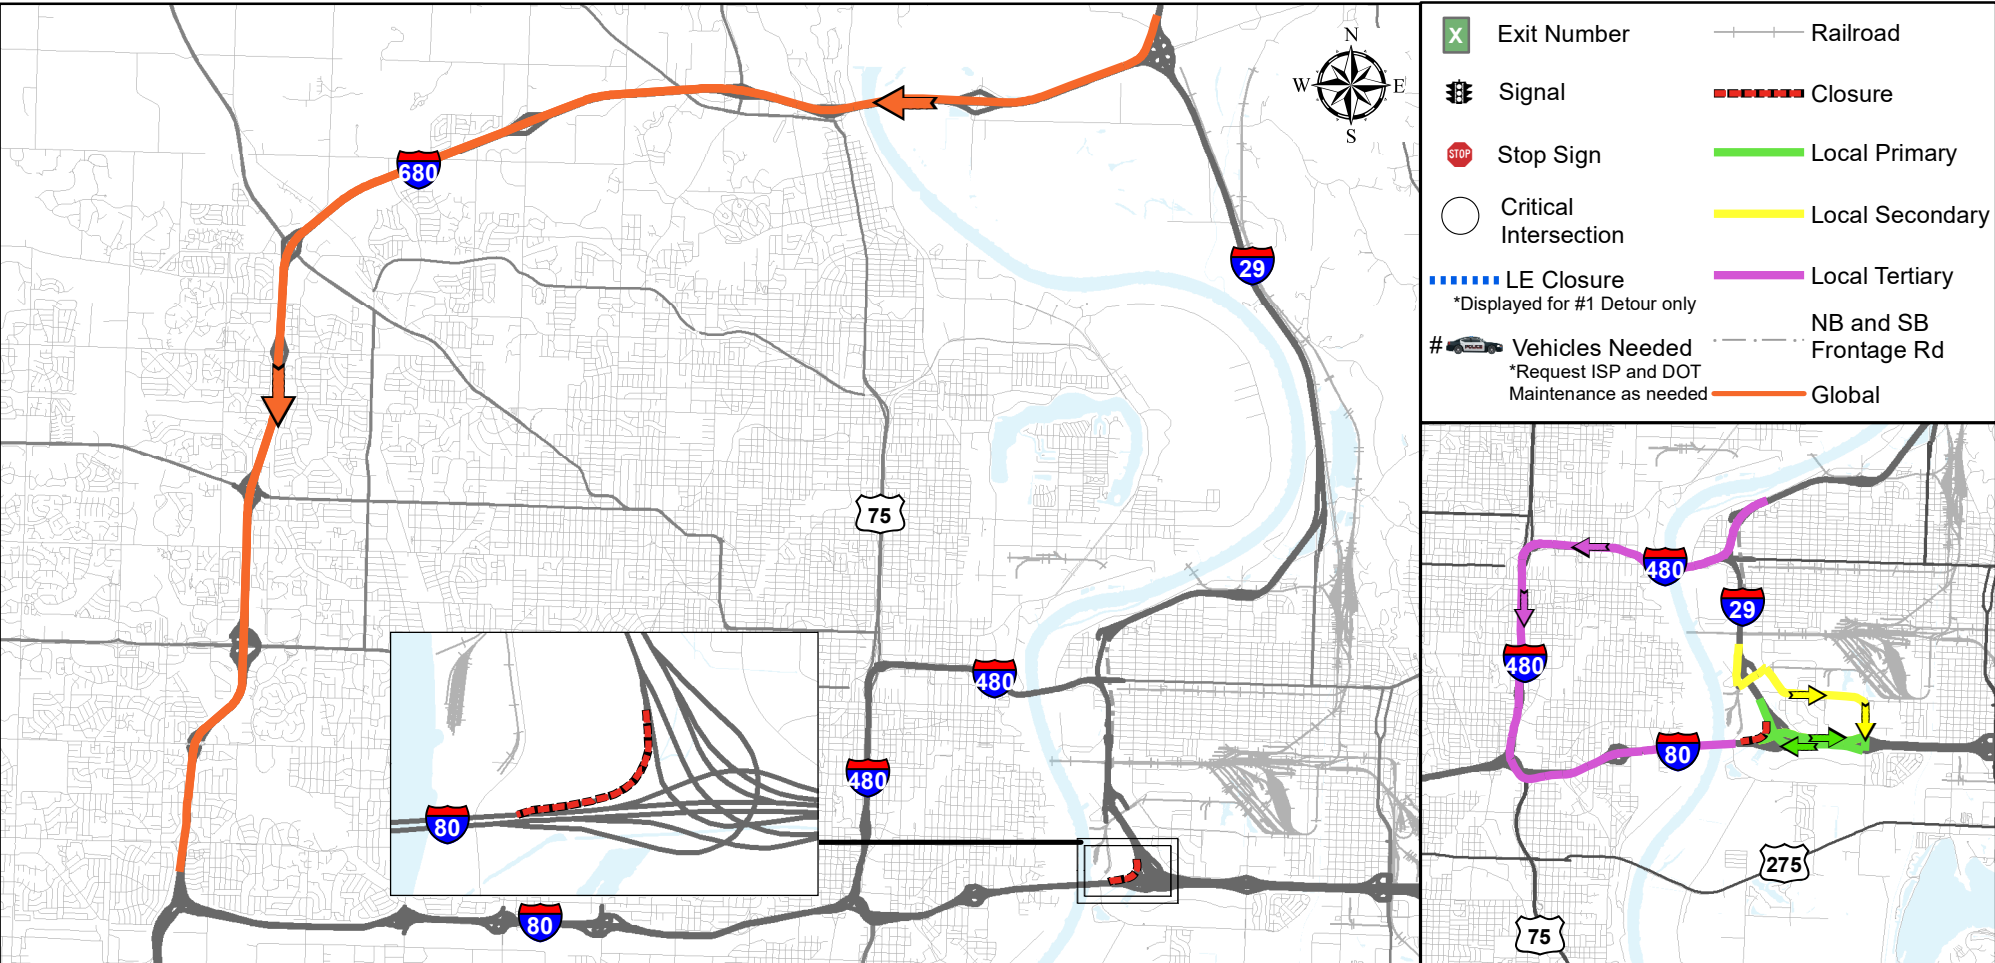 N
W
E
S
680
29
75
480
480
80
80
X
Exit Number
Signal
STOP
Stop Sign
Critical
Intersection
LE Closure
*Displayed for #1 Detour only
#
POLICE
Vehicles Needed
*Request ISP and DOT
Maintenance as needed
Railroad
Closure
Local Primary
Local Secondary
Local Tertiary
NB and SB
Frontage Rd
Global
480
29
480
80
275
75